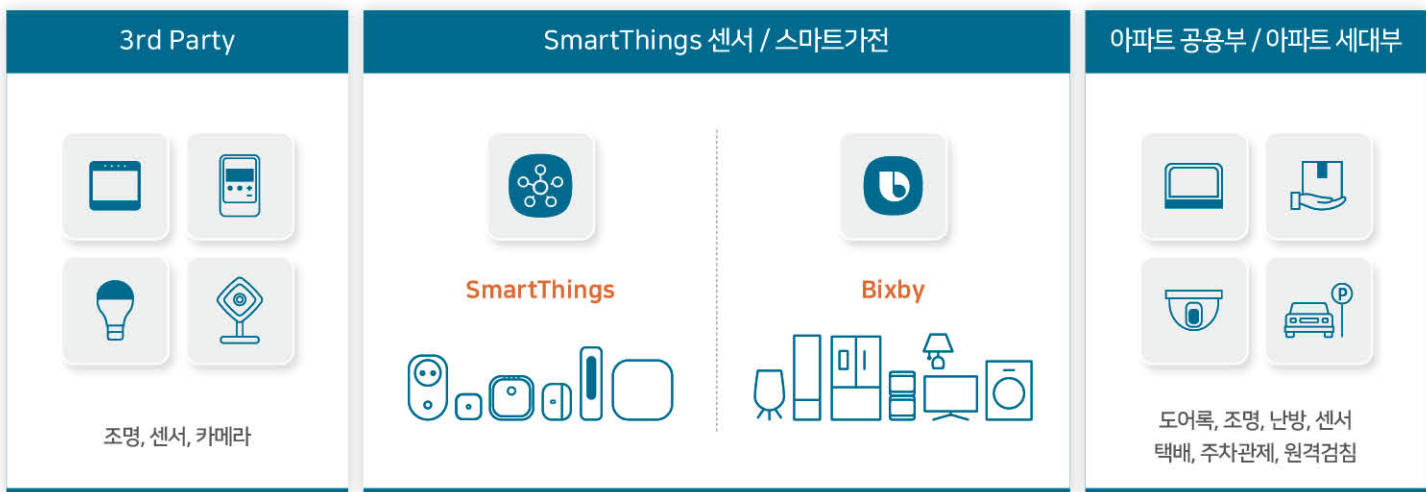 3rd Party
조명, 센서, 카메라
SmartThings 센서 / 스마트가전
SmartThings
Bixby
아파트 공용부 / 아파트 세대부
P
도어록, 조명, 난방, 센서
택배, 주차관제, 원격검침